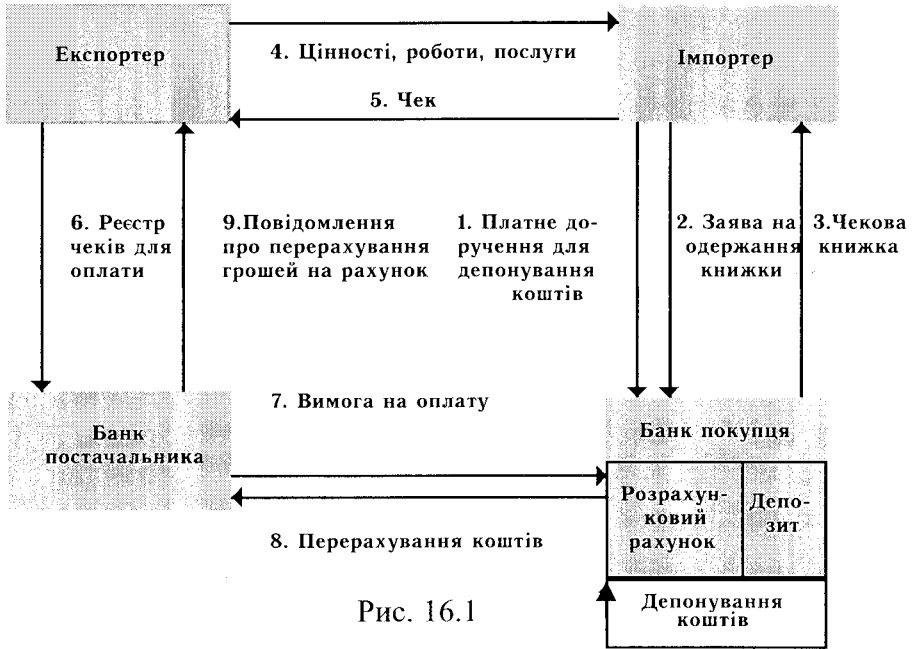 Експортер
4. Цінності, роботи, послуги
Імпортер
5. Чек
6. Реєстр
чеків для
оплати
9.Повідомлення
про перерахування
грошей на рахунок
1. Платне до-
ручення для
депонування
коштів
2. Заява на
одержання
книжки
3.Чекова
книжка
7. Вимога на оплату
Банк
постачальника
Банк покупця
Розрахун-
ковий
рахунок
Депо-
зит
8. Перерахування коштів
Депонування
коштів
Рис. 16.1